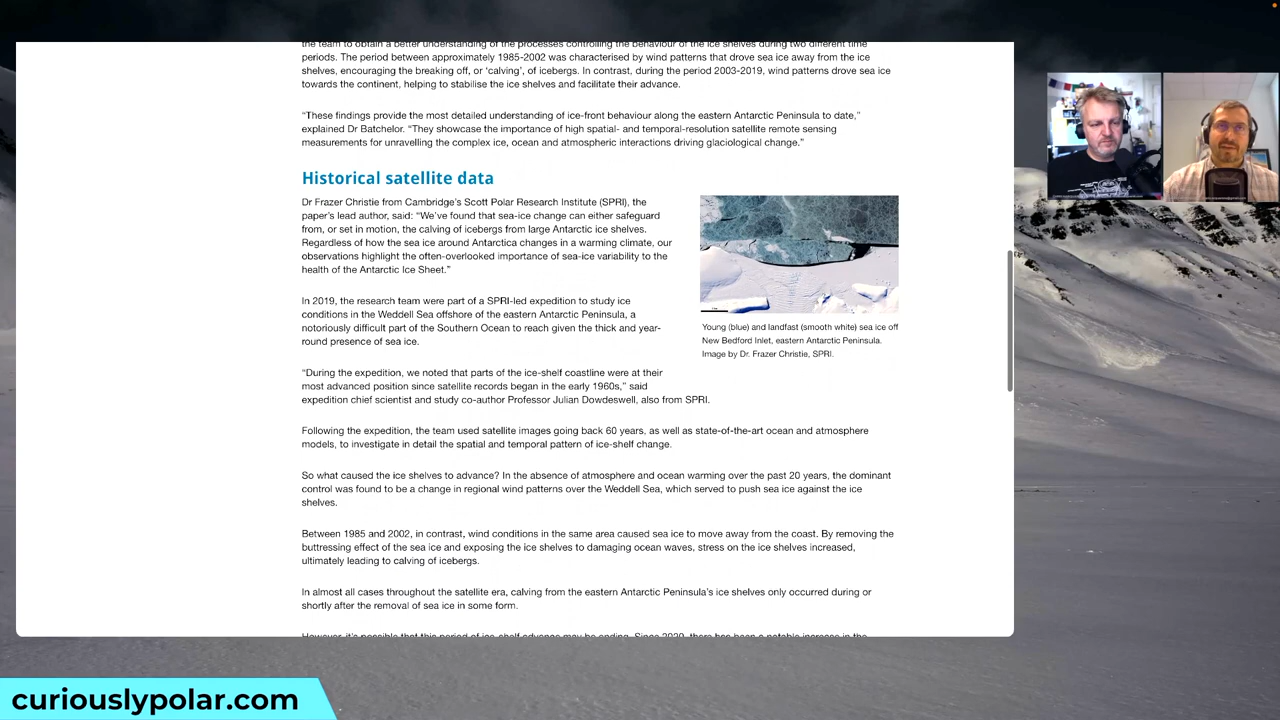 the team to obtain a better understanding of the processes controlling the behaviour of the ice shelves during two different time
periods. The period between approximately 1985-2002 was characterised by wind patterns that drove sea ice away from the ice
shelves, encouraging the breaking off, or ‘calving’, of icebergs. In contrast, during the period 2003-2019, wind patterns drove sea ice
towards the continent, helping to stabilise the ice shelves and facilitate their advance.
“These findings provide the most detailed understanding of ice-front behaviour along the eastern Antarctic Peninsula to date,”
explained Dr Batchelor. “They showcase the importance of high spatial- and temporal-resolution satellite remote sensing
measurements for unravelling the complex ice, ocean and atmospheric interactions driving glaciological change.”
Historical satellite data
Dr Frazer Christie from Cambridge’s Scott Polar Research Institute (SPRI), the
paper’s lead author, said: “We’ve found that sea-ice change can either safeguard
from, or set in motion, the calving of icebergs from large Antarctic ice shelves.
Regardless of how the sea ice around Antarctica changes in a warming climate, our
observations highlight the often-overlooked importance of sea-ice variability to the
health of the Antarctic Ice Sheet.”
In 2019, the research team were part of a SPRI-led expedition to study ice
conditions in the Weddell Sea offshore of the eastern Antarctic Peninsula, a
notoriously difficult part of the Southern Ocean to reach given the thick and year-
round presence of sea ice.
Young (blue) and landfast (smooth white) sea ice off
New Bedford Inlet, eastern Antarctic Peninsula.
Image by Dr. Frazer Christie, SPRI.
“During the expedition, we noted that parts of the ice-shelf coastline were at their
most advanced position since satellite records began in the early 1960s,” said
expedition chief scientist and study co-author Professor Julian Dowdeswell, also from SPRI.
Following the expedition, the team used satellite images going back 60 years, as well as state-of-the-art ocean and atmosphere
models, to investigate in detail the spatial and temporal pattern of ice-shelf change.
So what caused the ice shelves to advance? In the absence of atmosphere and ocean warming over the past 20 years, the dominant
control was found to be a change in regional wind patterns over the Weddell Sea, which served to push sea ice against the ice
shelves.
Between 1985 and 2002, in contrast, wind conditions in the same area caused sea ice to move away from the coast. By removing the
buttressing effect of the sea ice and exposing the ice shelves to damaging ocean waves, stress on the ice shelves increased,
ultimately leading to calving of icebergs.
In almost all cases throughout the satellite era, calving from the eastern Antarctic Peninsula’s ice shelves only occurred during or
shortly after the removal of sea ice in some form.
However, it’s possible that this period of ice-shelf advance may be ending. Since 2020, there has been a notable increase in the
curiouslypolar.com